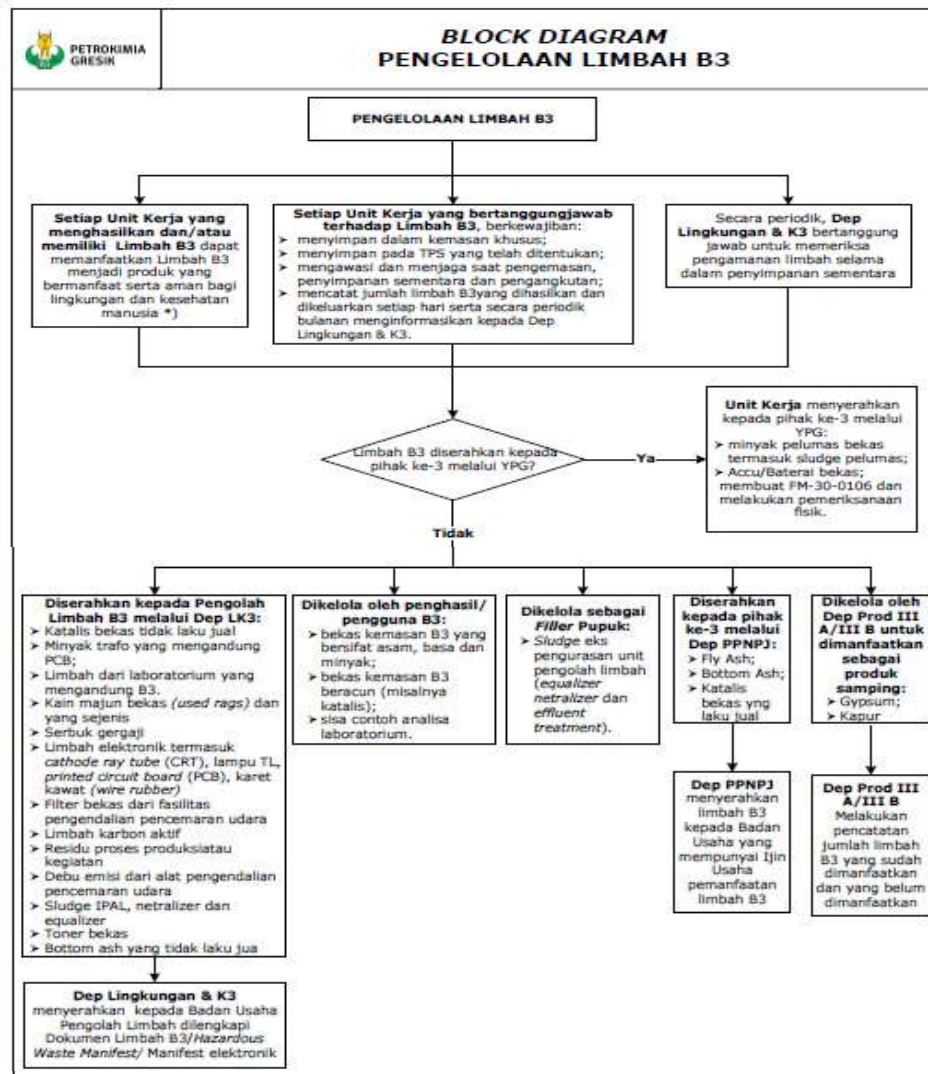 PETROKIMIA
GRESIK
BLOCK DIAGRAM
PENGELOLAAN LIMBAH B3
PENGELOLAAN LIMBAH B3
Setiap Unit Kerja yang
menghasilkan dan/atau
memiliki Limbah B3 dapat
memanfaatkan Limbah B3
menjadi produk yang
bermanfaat serta aman bagi
lingkungan dan kesehatan
manusia *)
Setiap Unit Kerja yang bertanggungjawab
terhadap Limbah B3, berkewajiban:
➢ menyimpan dalam kemasan khusus;
➢ menyimpan pada TPS yang telah ditentukan;
➢ mengawasi dan menjaga saat pengemasan,
penyimpanan sementara dan pengangkutan;
➢ mencatat jumlah limbah B3yang dihasilkan dan
dikeluarkan setiap hari serta secara periodik
bulanan menginformasikan kepada Dep
Lingkungan & K3.
Secara periodik, Dep
Lingkungan & K3 bertanggung
jawab untuk memeriksa
pengamanan limbah selama
dalam penyimpanan sementara
Limbah B3 diserahkan kepada
pihak ke-3 melalui YPG?
Ya
Unit Kerja menyerahkan
kepada pihak ke-3 melalui
YPG:
➢ minyak pelumas bekas
termasuk sludge pelumas;
➢ Accu/Baterai bekas;
membuat FM-30-0106 dan
melakukan pemeriksanaan
fisik.
Tidak
Diserahkan kepada Pengolah
Limbah B3 melaui Dep LK3:
➢ Katalis bekas tidak laku jual
➢ Minyak trafo yang mengandung
PCB;
➢ Limbah dari laboratorium yang
mengandung B3.
➢ Kain majun bekas (used rags) dan
yang sejenis
➢ Serbuk gergaji
➢ Limbah elektronik termasuk
cathode ray tube (CRT), lampu TL,
printed circuit board (PCB), karet
kawat (wire rubber)
➢ Filter bekas dari fasilitas
pengendalian pencemaran udara
➢ Limbah karbon aktif
➢ Residu proses produksiatau
kegiatan
➢ Debu emisi dari alat pengendalian
pencemaran udara
➢ Sludge IPAL, netralizer dan
equalizer
➢ Toner bekas
➢ Bottom ash yang tidak laku jua
Dikelola oleh penghasil/
pengguna B3:
➢ bekas kemasan B3 yang
bersifat asam, basa dan
minyak;
➢ bekas kemasan B3
beracun (misalnya
katalis);
➢ sisa contoh analisa
laboratorium.
Dikelola sebagai
Filler Pupuk:
➢ Sludge eks
pengurasan unit
pengolah limbah
(equalizer
netralizer dan
effluent
treatment).
Diserahkan
kepada pihak
ke-3 melalui
Dep PPNPJ:
➢ Fly Ash;
➢ Bottom Ash;
➢ Katalis
bekas yng
laku jual
Dikelola oleh
Dep Prod III
A/III B untuk
dimanfaatkan
sebagai
produk
samping:
➢ Gypsum;
➢ Kapur
Dep PPNPJ
menyerahkan
limbah B3
kepada Badan
Usaha yang
mempunyai Ijin
Usaha
pemanfaatan
limbah B3
Dep Prod III
A/III B
Melakukan
pencatatan
jumlah limbah
B3 yang sudah
dimanfaatkan
dan yang belum
dimanfaatkan
Dep Lingkungan & K3
menyerahkan kepada Badan Usaha
Pengolah Limbah dilengkapi
Dokumen Limbah B3/Hazardous
Waste Manifest/ Manifest elektronik